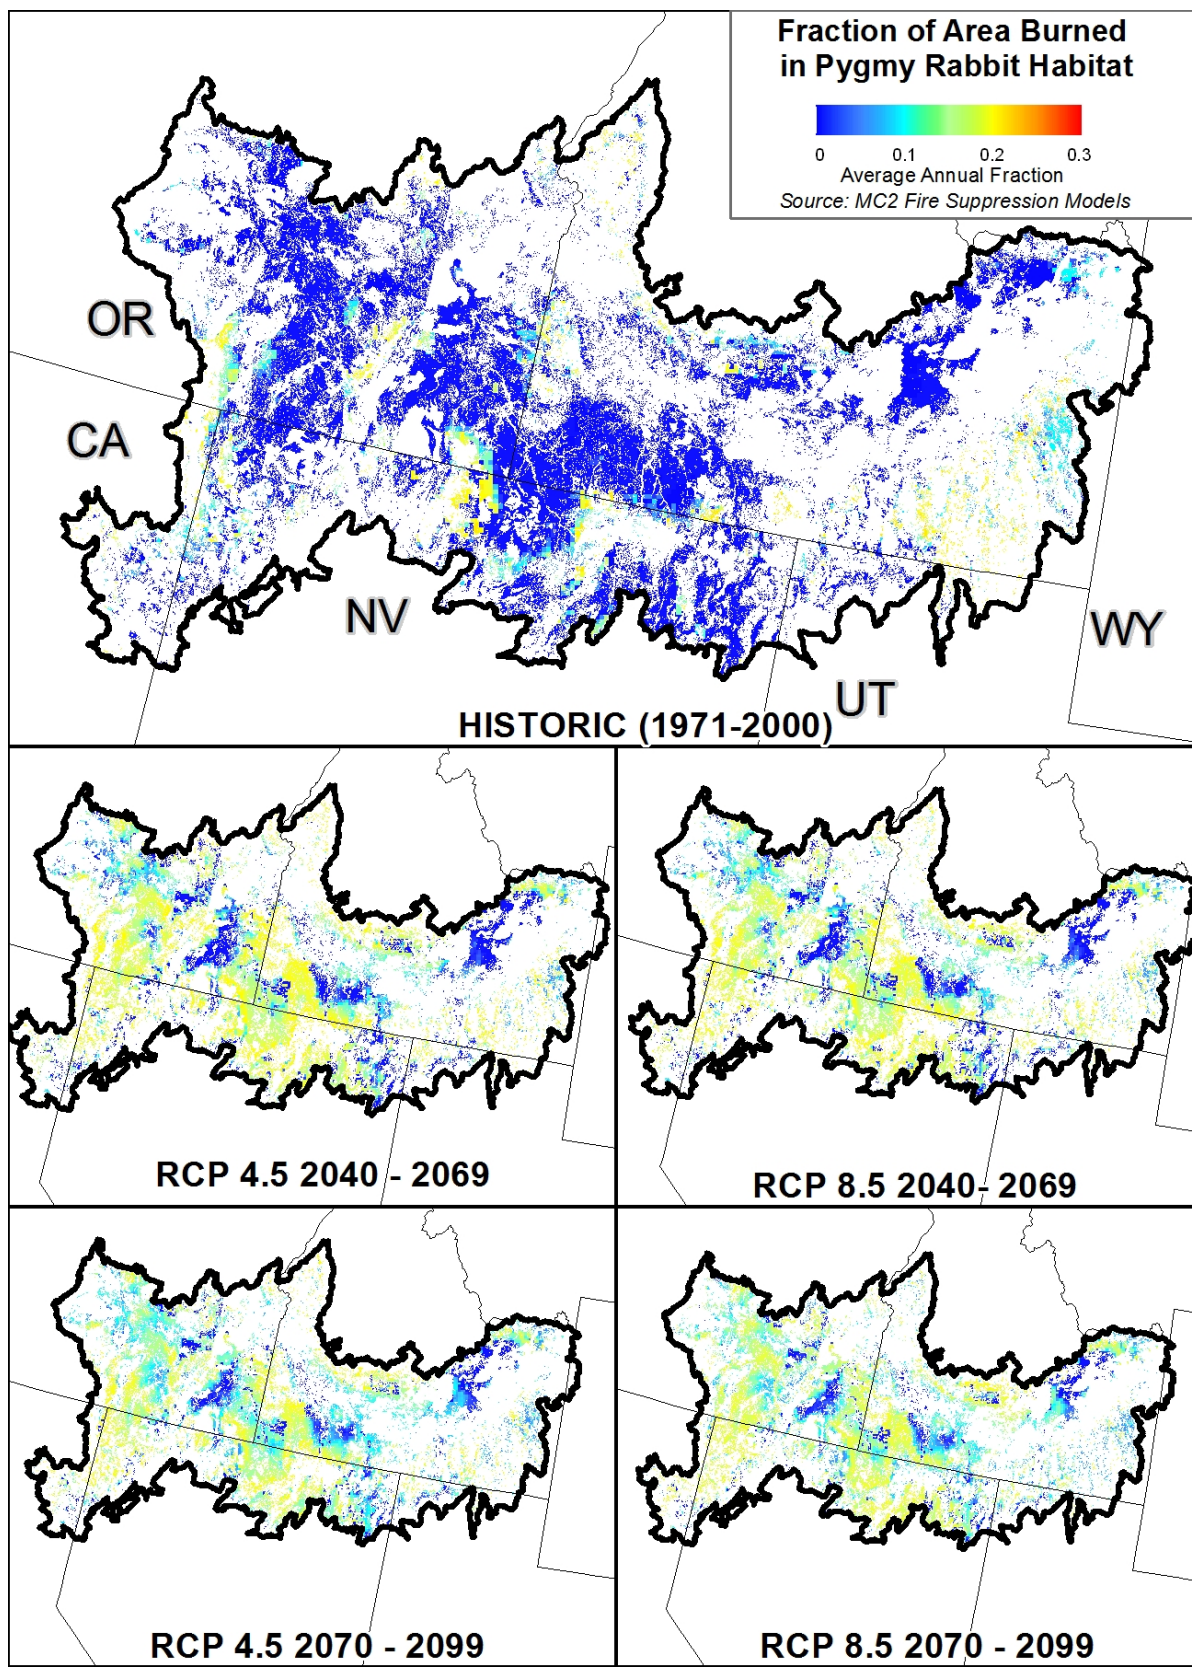 Fraction of Area Burned
in Pygmy Rabbit Habitat
0 0.1 0.2 0.3
Average Annual Fraction
Source: MC2 Fire Suppression Models
OR
CA
NV
WY
UT
HISTORIC (1971-2000)
RCP 4.5 2040 - 2069
RCP 8.5 2040- 2069
RCP 4.5 2070 - 2099
RCP 8.5 2070 - 2099